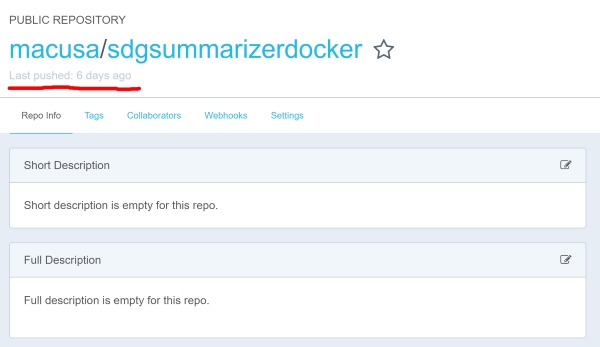 PUBLIC REPOSITORY
macusa/sdgsummarizerdocker
Last pushed: 6 days ago
Repo Info Tags Collaborators Webhooks Settings
Short Description
Short description is empty for this repo.
Full Description
Full description is empty for this repo.